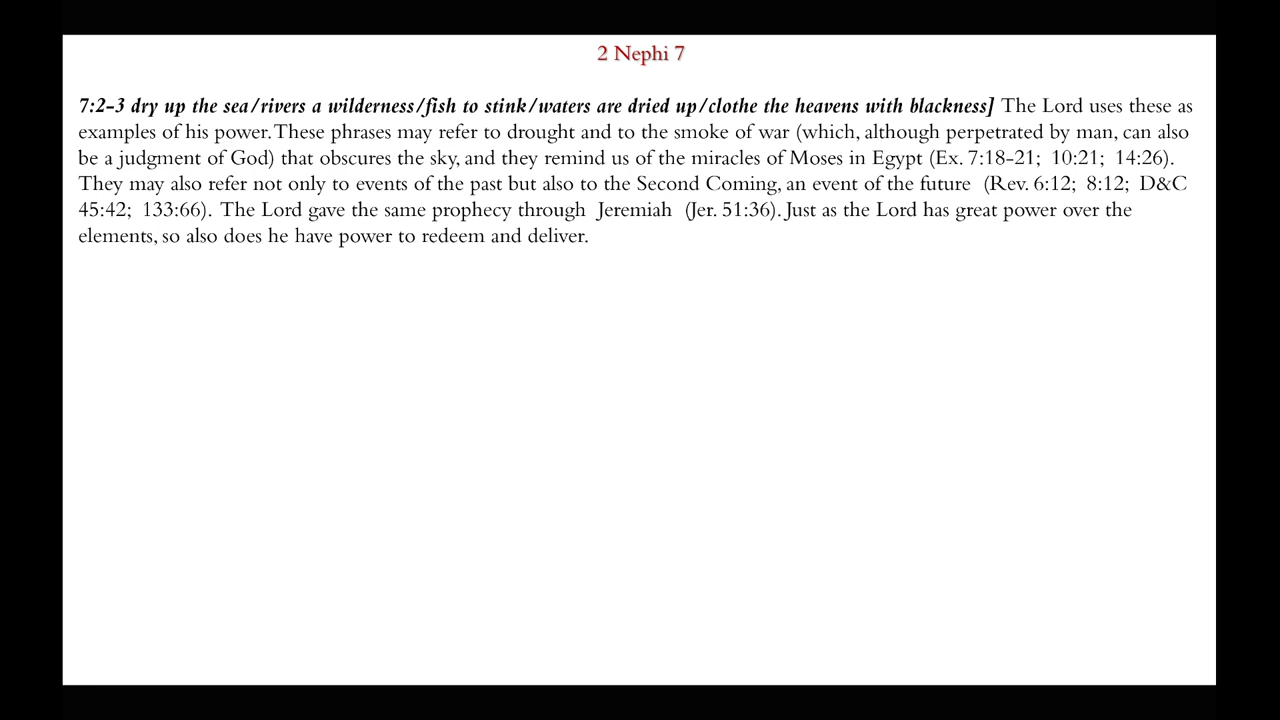 2 Nephi 7
7:2-3 dry up the sea/rivers a wilderness/fish to stink/waters are dried up/clothe the heavens with blackness] The Lord uses these as
examples of his power. These phrases may refer to drought and to the smoke of war (which, although perpetrated by man, can also
be a judgment of God) that obscures the sky, and they remind us of the miracles of Moses in Egypt (Ex. 7:18-21; 10:21; 14:26).
They may also refer not only to events of the past but also to the Second Coming, an event of the future (Rev. 6:12; 8:12; D&C
45:42; 133:66). The Lord gave the same prophecy through Jeremiah (Jer. 51:36). Just as the Lord has great power over the
elements, so also does he have power to redeem and deliver.